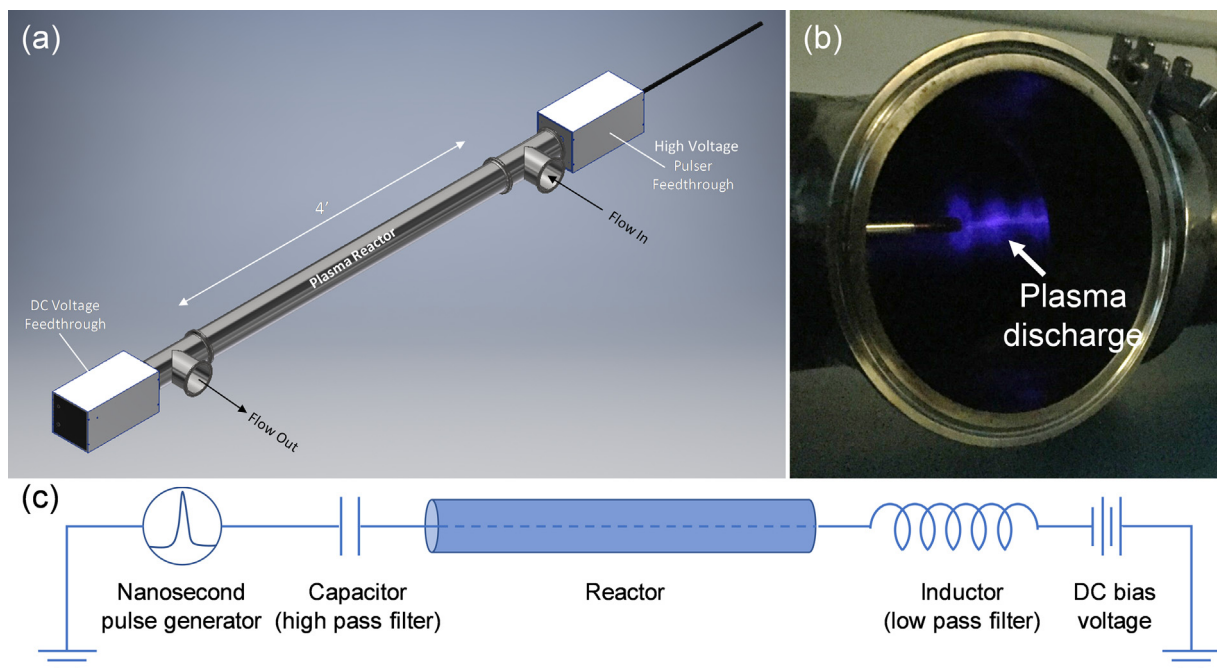 (a)
High Voltage
Pulser
Feedthrough
4’
Flow In
Plasma Reactor
DC Voltage
Feedthrough
Flow Out
(b)
Plasma
discharge
(c)
Nanosecond
pulse generator
Capacitor
(high pass filter)
Reactor
Inductor
(low pass filter)
DC bias
voltage